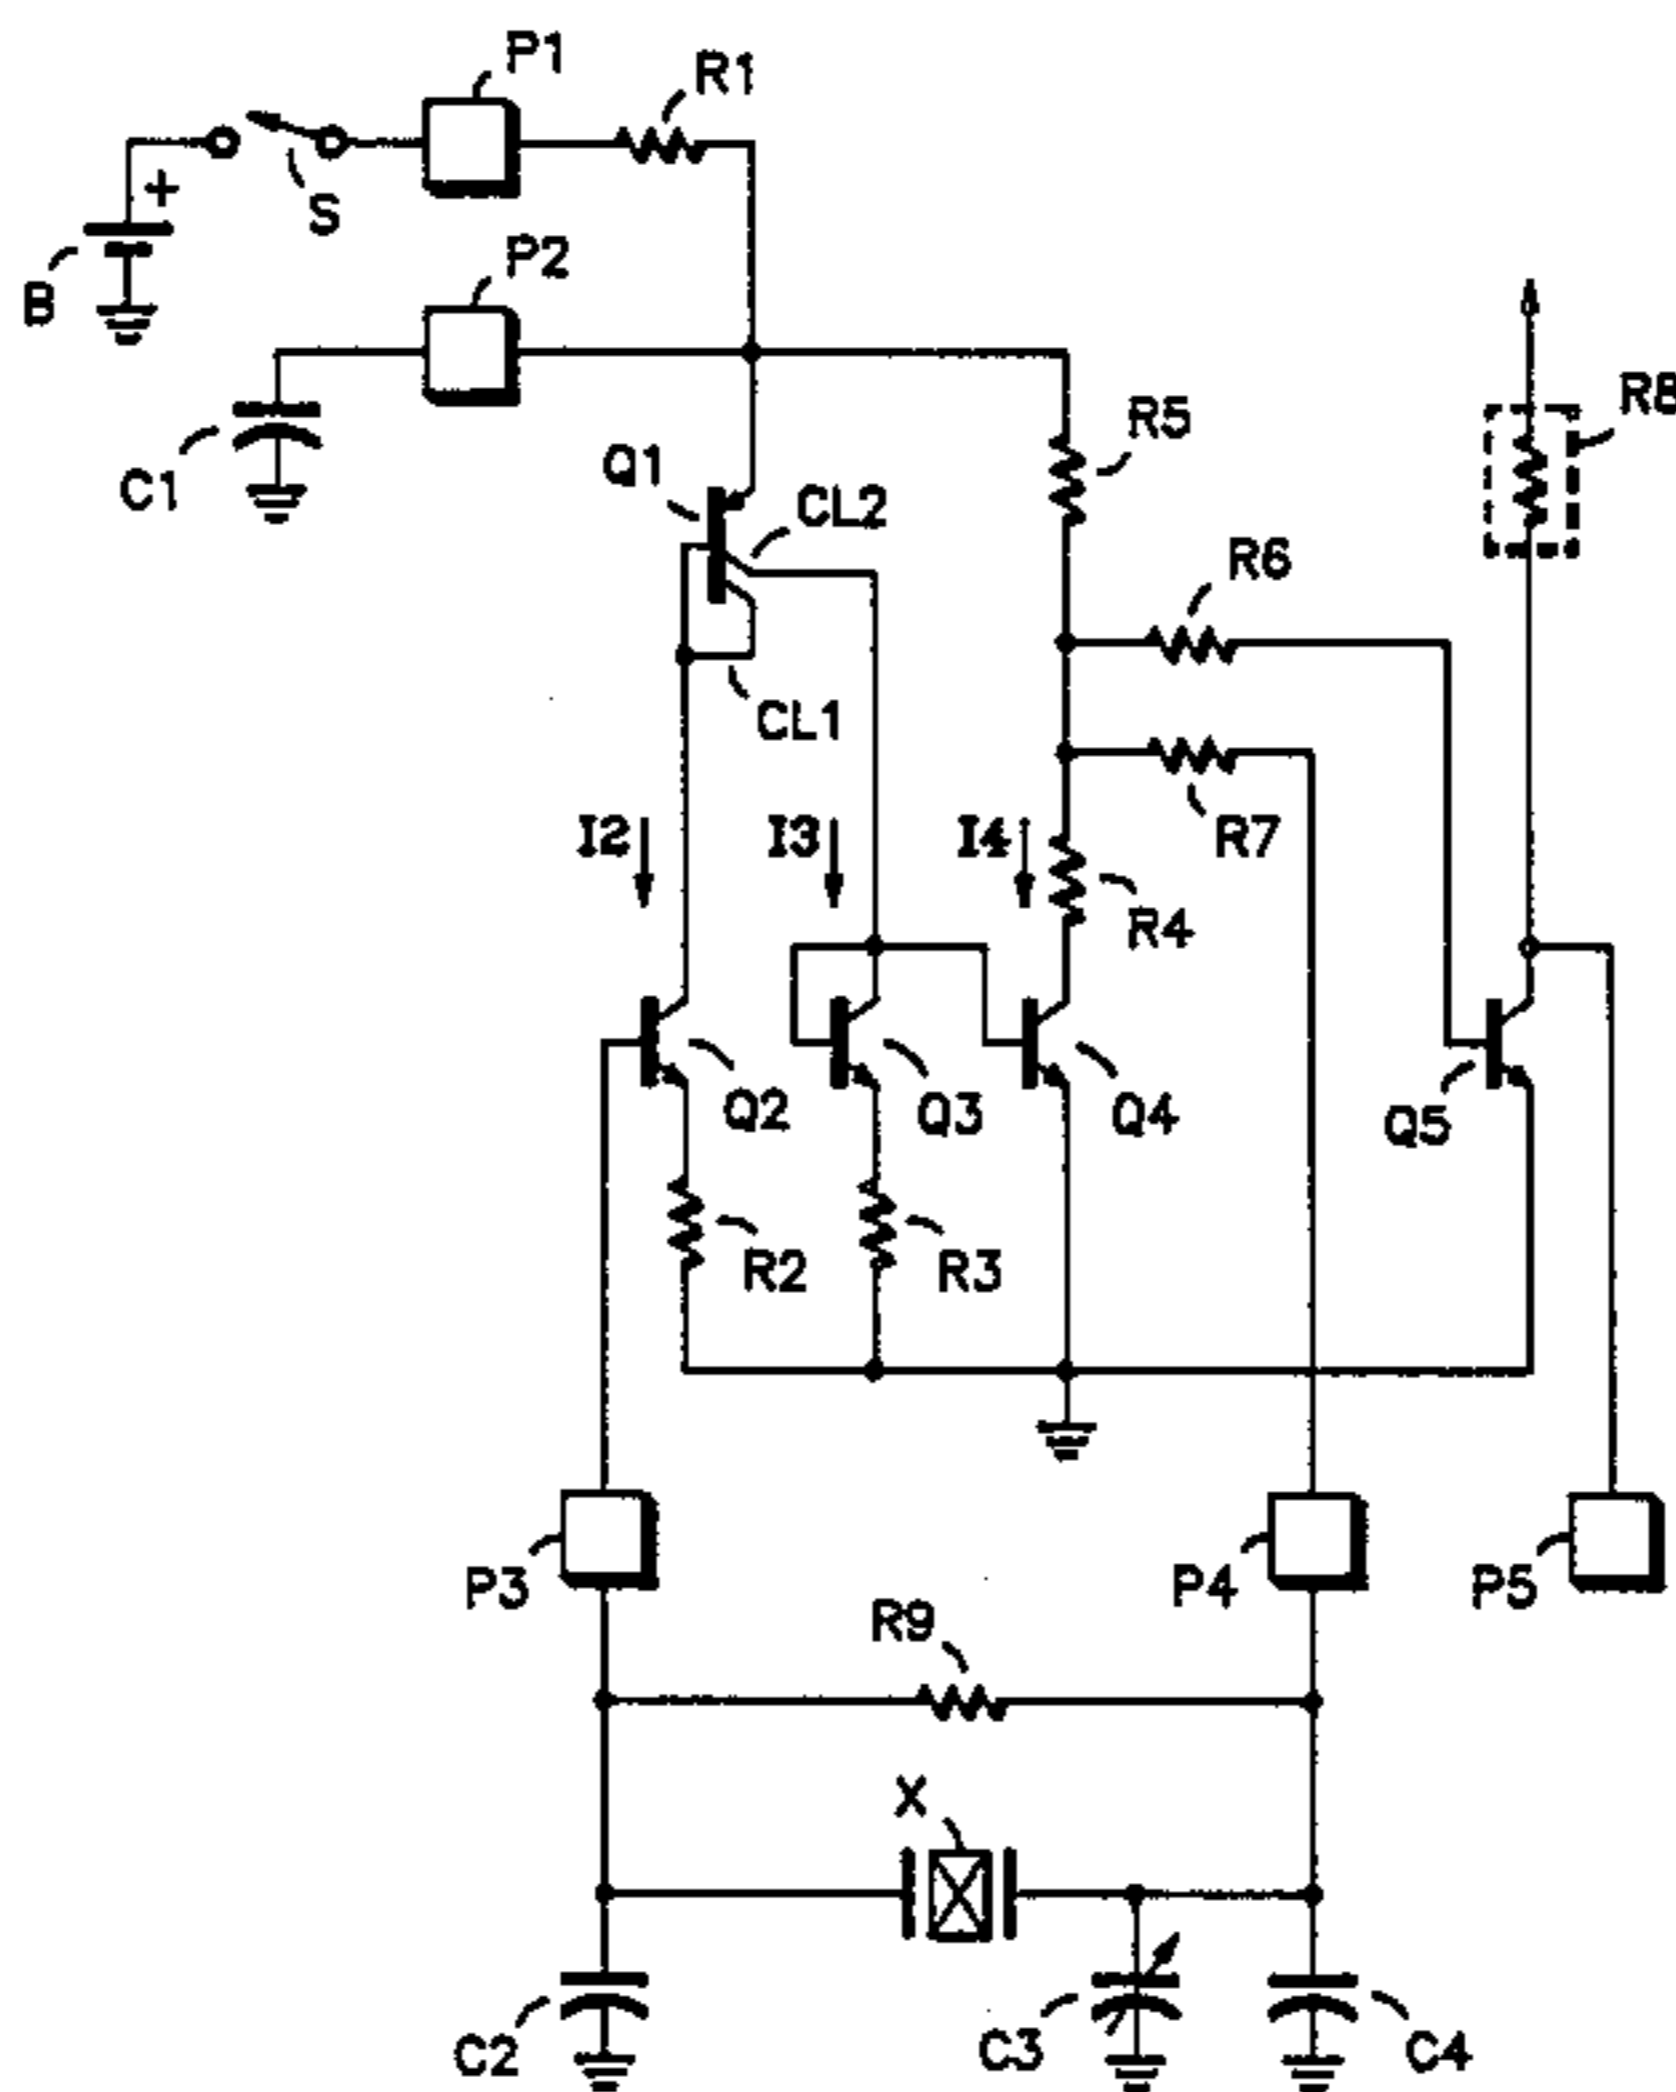 P1
R1
+
S
B
P2
C1
Q1
CL2
R5
R8
R6
CL1
I2
I3
I4
R7
R4
Q2
Q3
Q4
Q5
R2
R3
P3
P4
P5
R9
X
C2
C3
C4